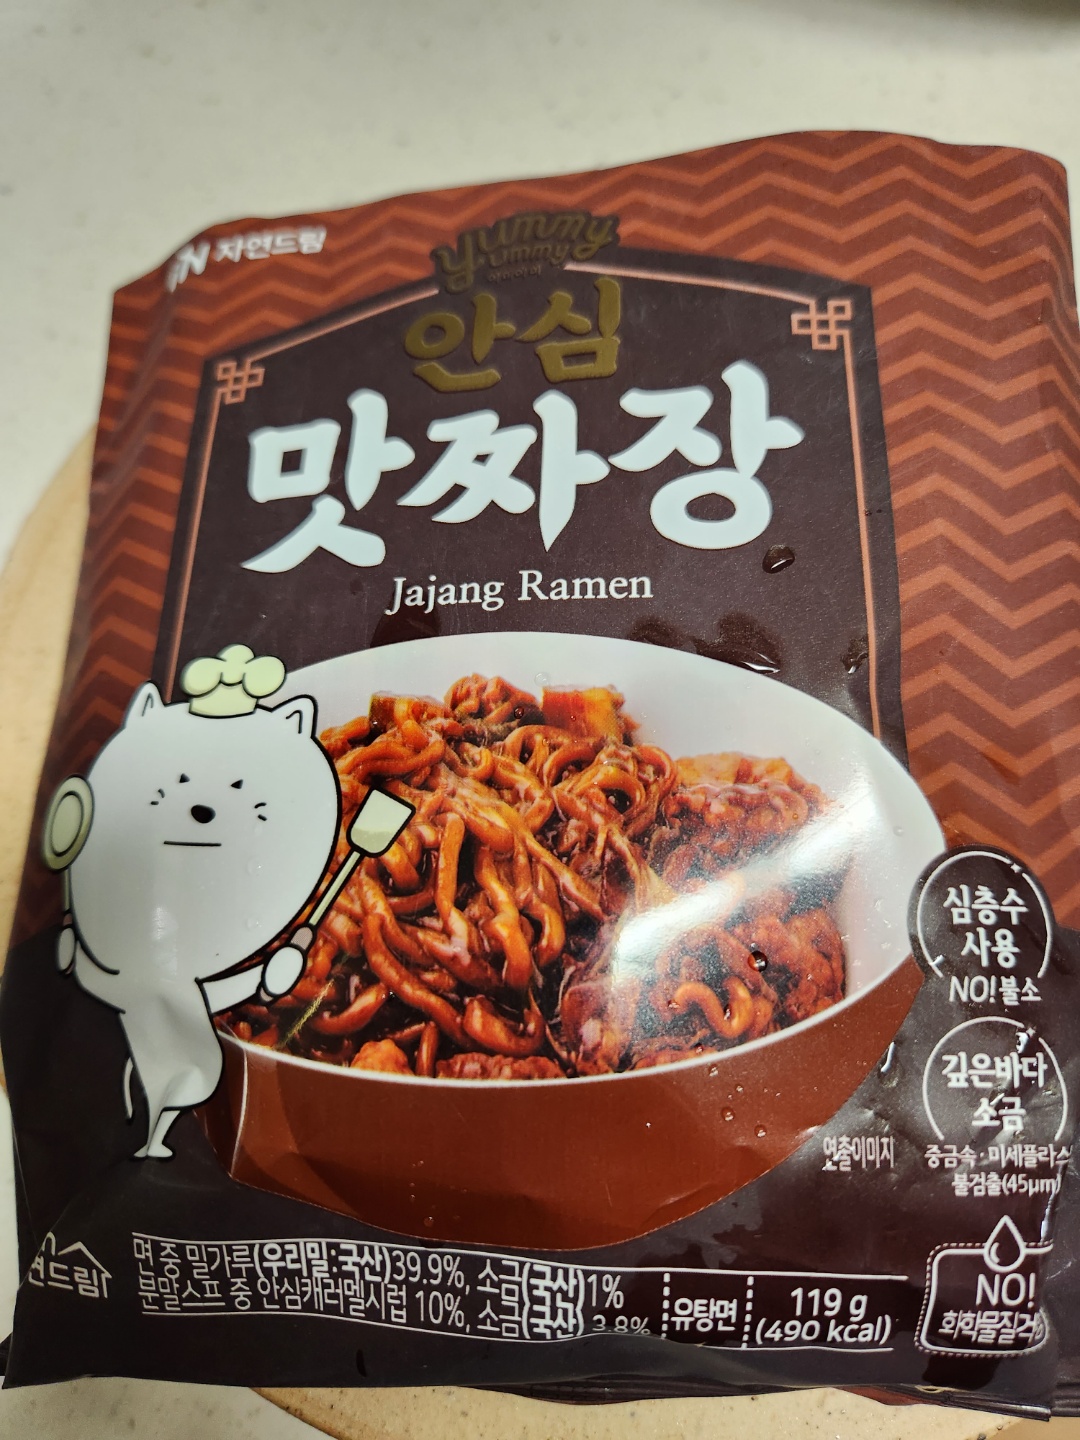 자연드림
yummy
yummy
안심
맛짜장
Jajang Ramen
심층수
사용
NO!불소
깊은바다
소금
연출이미지
중금속·미세플라스
불검출(45μm)
드림
면 중 밀가루(우리밀:국산)39.9%, 소금(국산)1%
분말스프 중 안심캐러멜시럽 10%, 소금(국산)3.8%
유탕면
119 g
(490 kcal)
NO!
화학물질